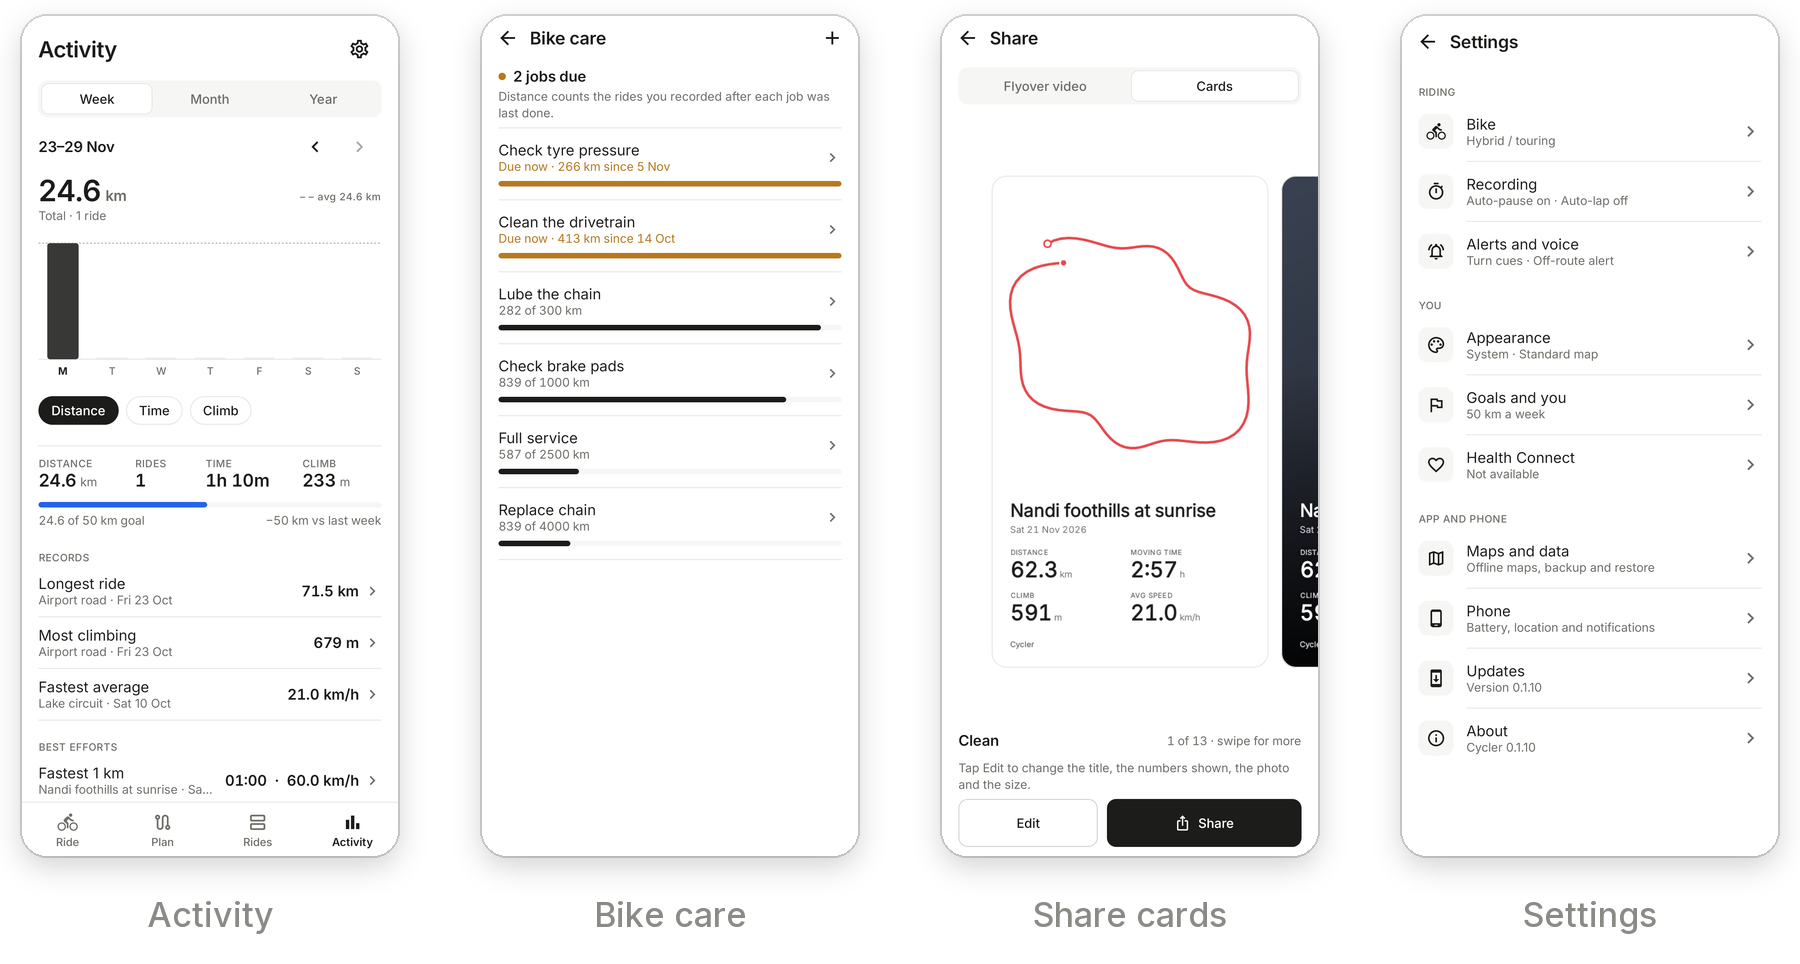 Activity
Week
Month
Year
23–29 Nov
24.6 km
-- avg 24.6 km
Total · 1 ride
M T W T F S S
Distance
Time
Climb
DISTANCE RIDES TIME CLIMB
24.6 km 1 1h 10m 233 m
24.6 of 50 km goal
−50 km vs last week
RECORDS
Longest ride
Airport road · Fri 23 Oct
71.5 km
Most climbing
Airport road · Fri 23 Oct
679 m
Fastest average
Lake circuit · Sat 10 Oct
21.0 km/h
BEST EFFORTS
Fastest 1 km
Nandi foothills at sunrise · Sa...
01:00 · 60.0 km/h
Ride
Plan
Rides
Activity
Activity
Bike care
2 jobs due
Distance counts the rides you recorded after each job was
last done.
Check tyre pressure
Due now · 266 km since 5 Nov
Clean the drivetrain
Due now · 413 km since 14 Oct
Lube the chain
282 of 300 km
Check brake pads
839 of 1000 km
Full service
587 of 2500 km
Replace chain
839 of 4000 km
Bike care
Share
Flyover video
Cards
Nandi foothills at sunrise
Sat 21 Nov 2026
DISTANCE
MOVING TIME
62.3 km
2:57 h
CLIMB
AVG SPEED
591 m
21.0 km/h
Cycler
Na
Sat
DIST
62
CLIM
59
Cycle
Clean
1 of 13 · swipe for more
Tap Edit to change the title, the numbers shown, the photo
and the size.
Edit
Share
Share cards
Settings
RIDING
Bike
Hybrid / touring
Recording
Auto-pause on · Auto-lap off
Alerts and voice
Turn cues · Off-route alert
YOU
Appearance
System · Standard map
Goals and you
50 km a week
Health Connect
Not available
APP AND PHONE
Maps and data
Offline maps, backup and restore
Phone
Battery, location and notifications
Updates
Version 0.1.10
About
Cycler 0.1.10
Settings